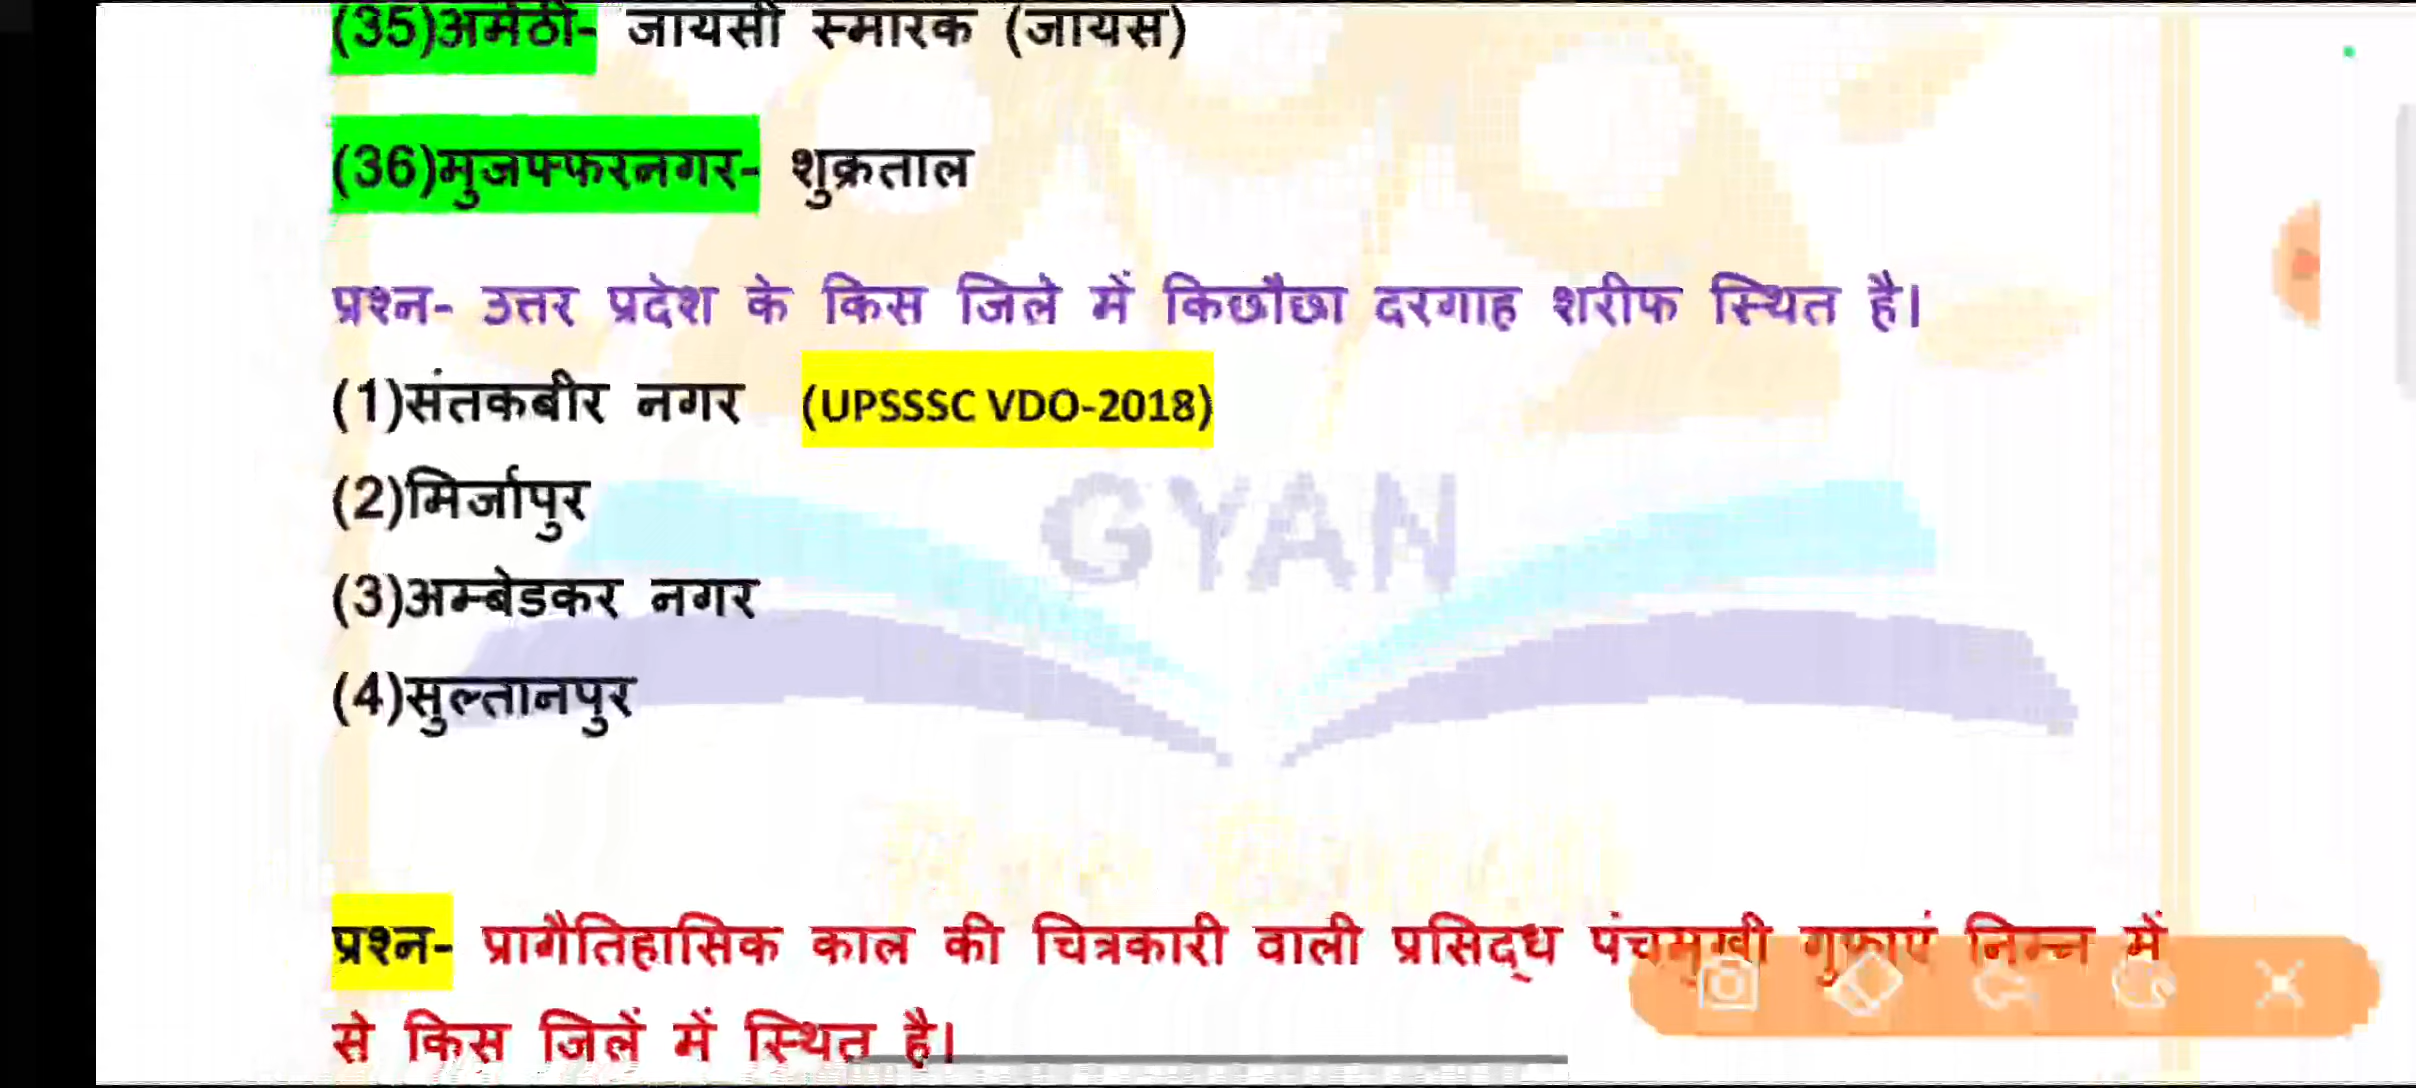 (35)अमेठी- जायसी स्मारक (जायस)
(36)मुजफ्फरनगर- शुक्रताल
प्रश्न- उत्तर प्रदेश के किस जिले में किछौछा दरगाह शरीफ स्थित है।
(1)संतकबीर नगर (UPSSSC VDO-2018)
(2)मिर्जापुर
GYAN
(3)अम्बेडकर नगर
(4)सुल्तानपुर
प्रश्न- प्रागैतिहासिक काल की चित्रकारी वाली प्रसिद्ध पंचमुखी गुफाएं निम्न में
से किस जिलें में स्थित है।